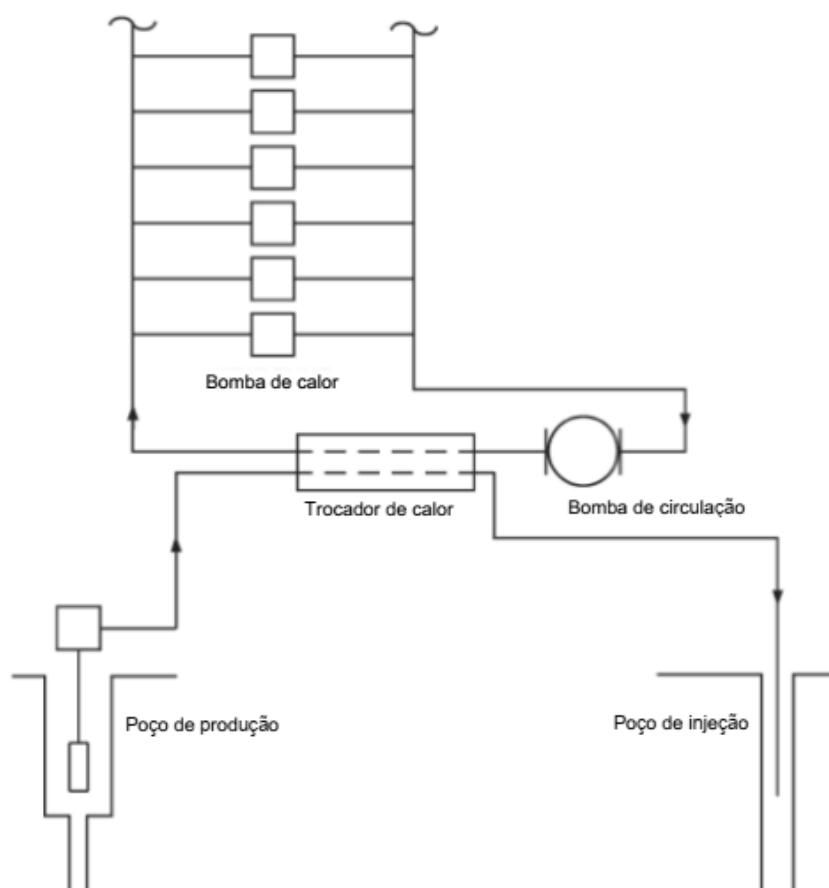 Bomba de calor
Trocador de calor
Bomba de circulação
Poço de produção
Poço de injeção